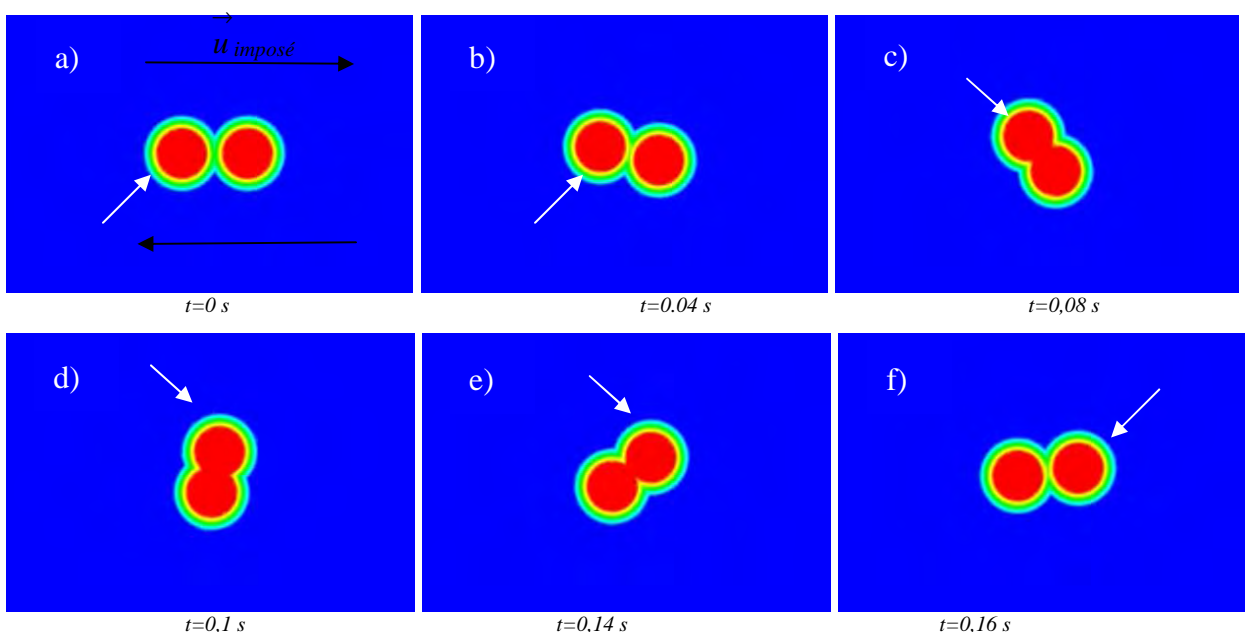 a)
u imposé
b)
c)
t=0 s
t=0.04 s
t=0,08 s
d)
e)
f)
t=0,1 s
t=0,14 s
t=0,16 s